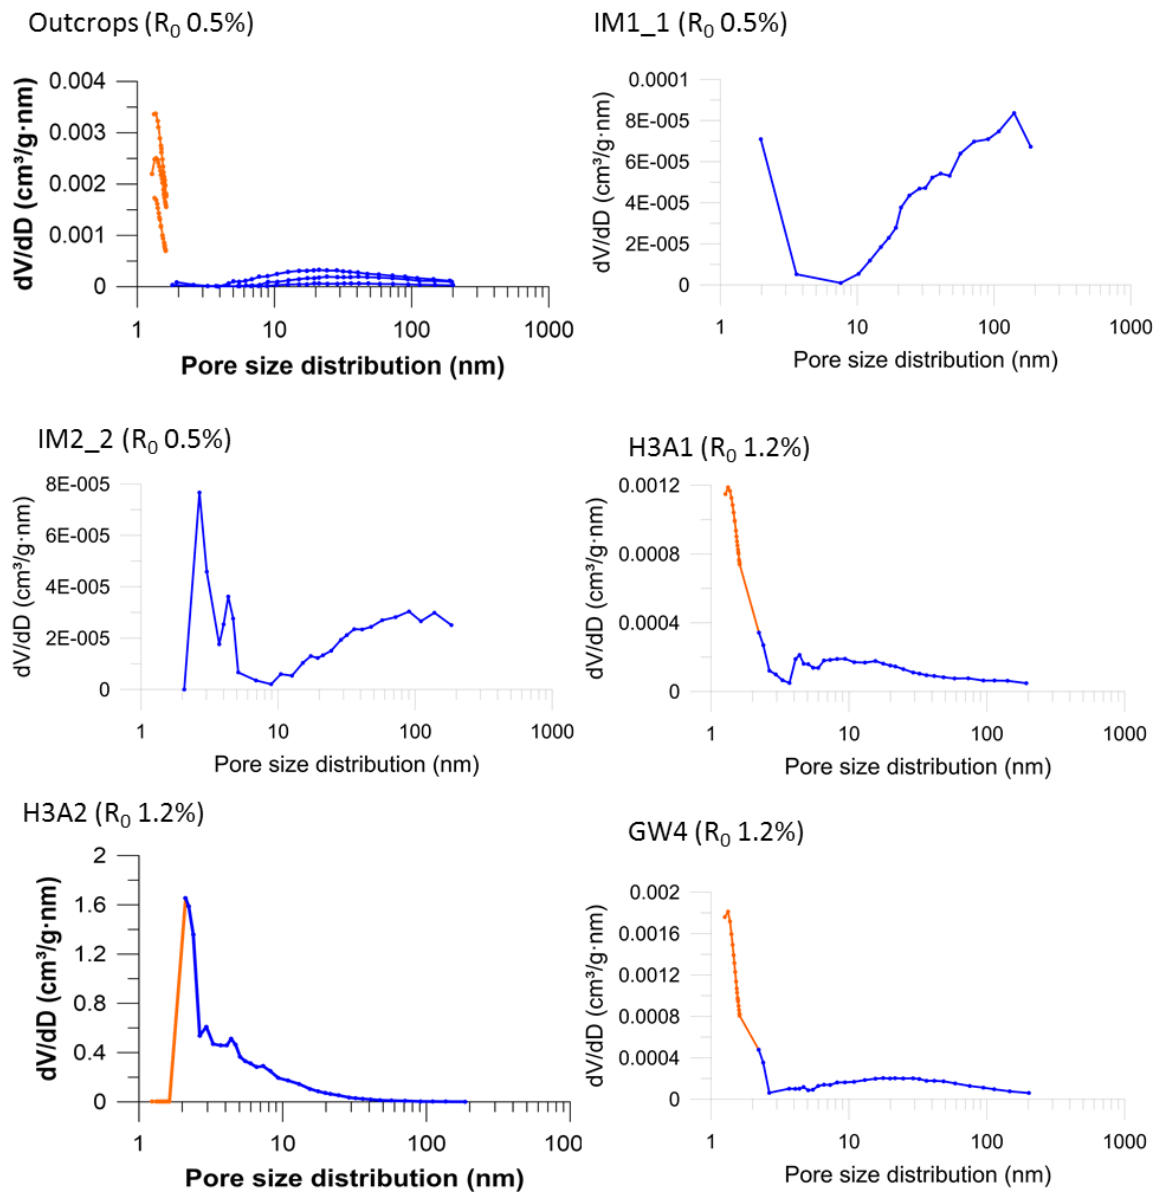 Outcrops (R₀ 0.5%)
0.004
0.003
0.002
0.001
0
dV/dD (cm³/g·nm)
1 10 100 1000
Pore size distribution (nm)
IM1_1 (R₀ 0.5%)
0.0001
8E-005
6E-005
4E-005
2E-005
0
dV/dD (cm³/g·nm)
1 10 100 1000
Pore size distribution (nm)
IM2_2 (R₀ 0.5%)
8E-005
6E-005
4E-005
2E-005
0
dV/dD (cm³/g·nm)
1 10 100 1000
Pore size distribution (nm)
H3A1 (R₀ 1.2%)
0.0012
0.0008
0.0004
0
dV/dD (cm³/g·nm)
1 10 100 1000
Pore size distribution (nm)
H3A2 (R₀ 1.2%)
2
1.6
1.2
0.8
0.4
0
dV/dD (cm³/g·nm)
1 10 100 100
Pore size distribution (nm)
GW4 (R₀ 1.2%)
0.002
0.0016
0.0012
0.0008
0.0004
0
dV/dD (cm³/g·nm)
1 10 100 1000
Pore size distribution (nm)